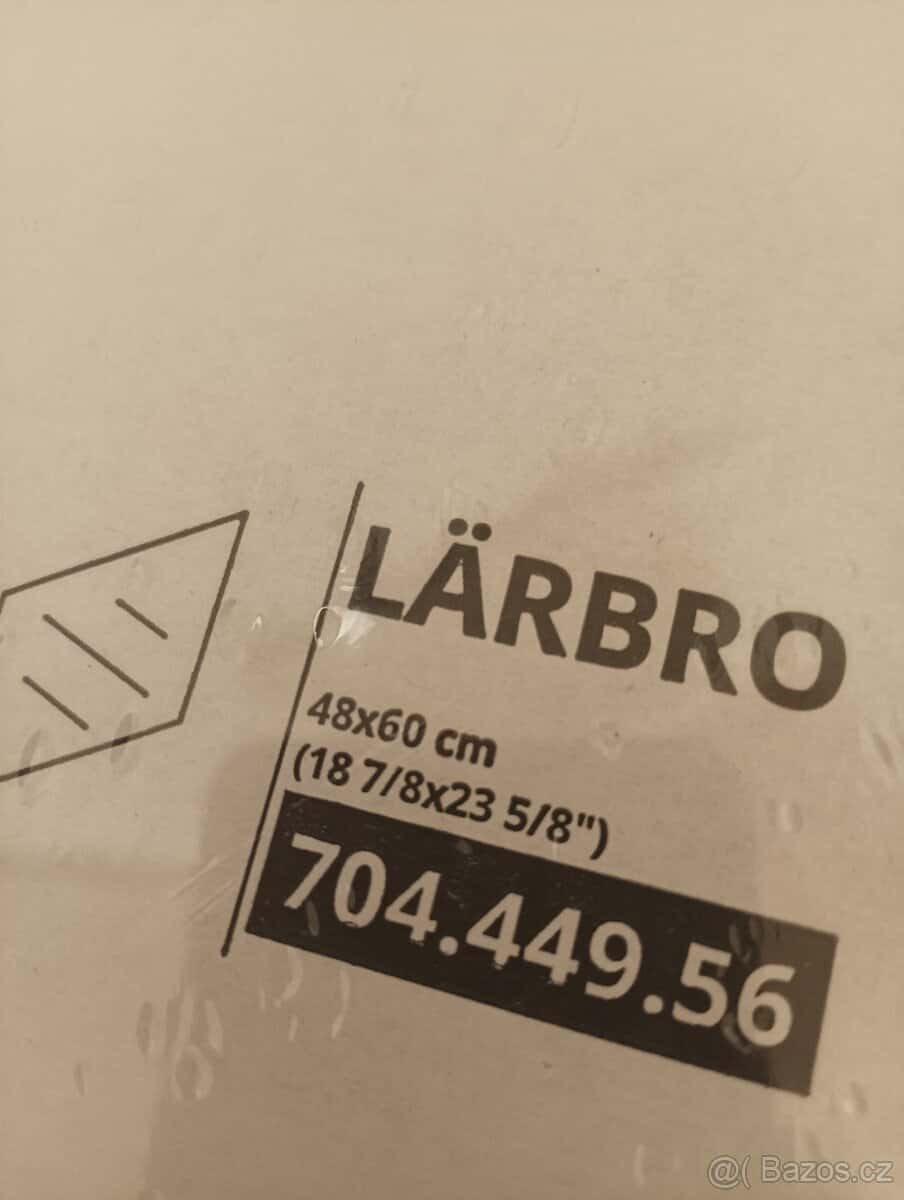 LÄRBRO
48x60 cm
(18 7/8x23 5/8")
704.449.56
@( Bazos.cz